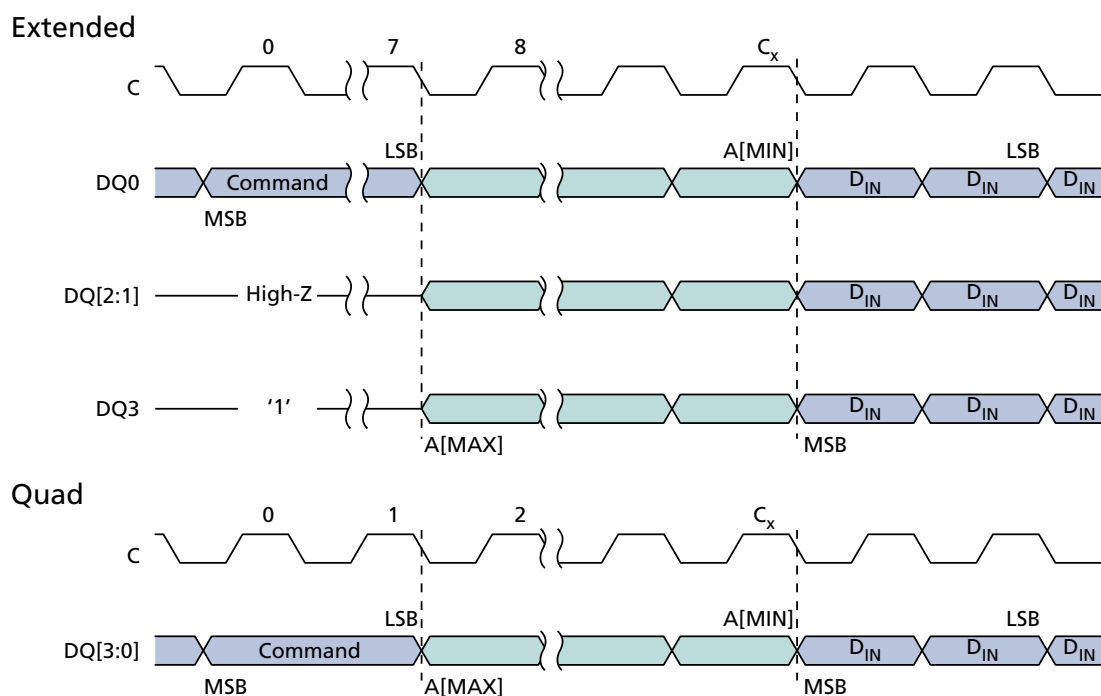 Extended
0 7 8 Cx
C
LSB A[MIN] LSB
DQ0 Command DIN DIN DIN
MSB
DQ[2:1] High-Z DIN DIN DIN
DQ3 '1' DIN DIN DIN
A[MAX] MSB
Quad
0 1 2 Cx
C
LSB A[MIN] LSB
DQ[3:0] Command DIN DIN DIN
MSB A[MAX] MSB